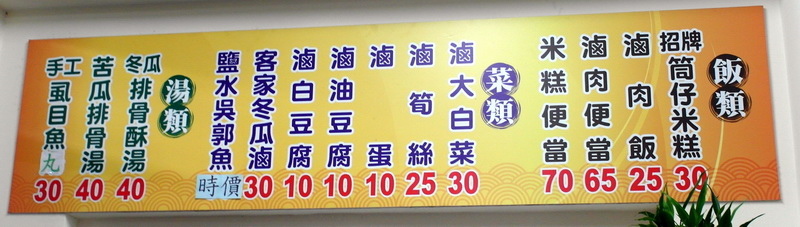 飯類
招牌筒仔米糕 30
滷肉飯 25
滷肉便當 65
米糕便當 70
菜類
滷大白菜 30
滷筍絲 25
滷蛋 10
滷油豆腐 10
滷白豆腐 10
客家冬瓜滷 30
鹽水吳郭魚 時價
湯類
冬瓜排骨酥湯 40
苦瓜排骨湯 40
手工虱目魚丸 30